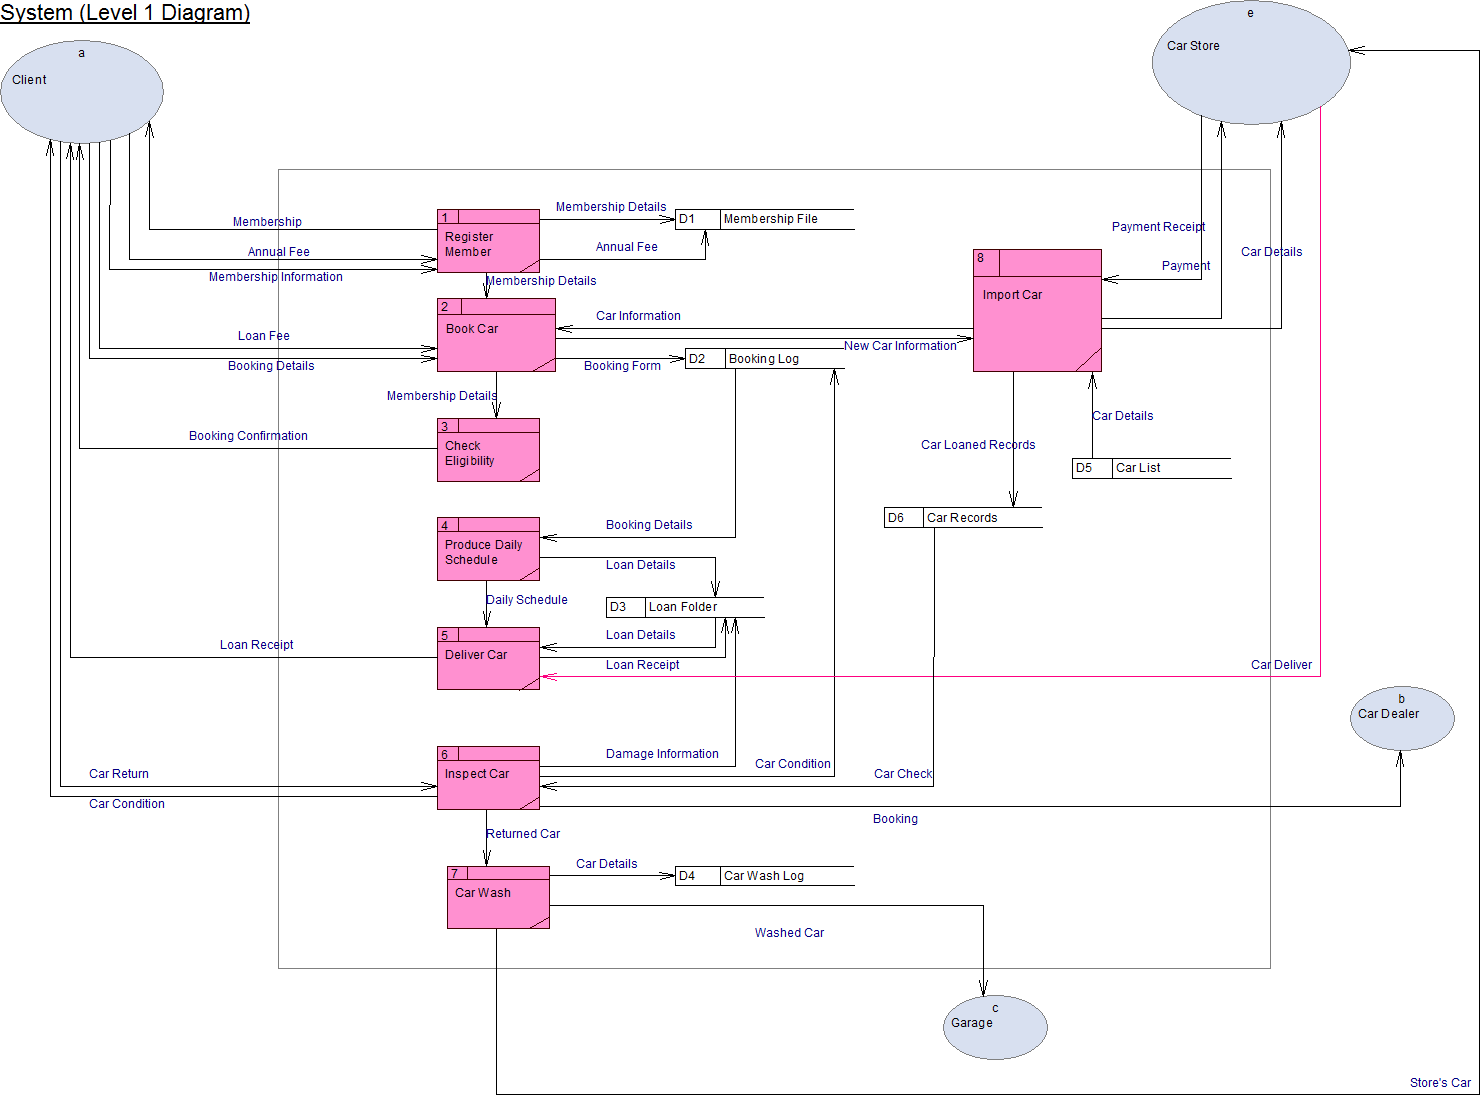 System (Level 1 Diagram)
e
Car Store
a
Client
Membership Details
1
Register
Member
D1
Membership File
Membership
Annual Fee
Annual Fee
Membership Information
Membership Details
Payment Receipt
Car Details
Payment
8
Import Car
2
Book Car
Car Information
Loan Fee
New Car Information
Booking Details
Booking Form
D2
Booking Log
Membership Details
Car Details
3
Check
Eligibility
Booking Confirmation
Car Loaned Records
D5
Car List
D6
Car Records
4
Produce Daily
Schedule
Booking Details
Loan Details
Daily Schedule
D3
Loan Folder
5
Deliver Car
Loan Details
Loan Receipt
Loan Receipt
Car Deliver
b
Car Dealer
6
Inspect Car
Damage Information
Car Condition
Car Return
Car Check
Car Condition
Booking
Returned Car
7
Car Wash
Car Details
D4
Car Wash Log
Washed Car
c
Garage
Store's Car